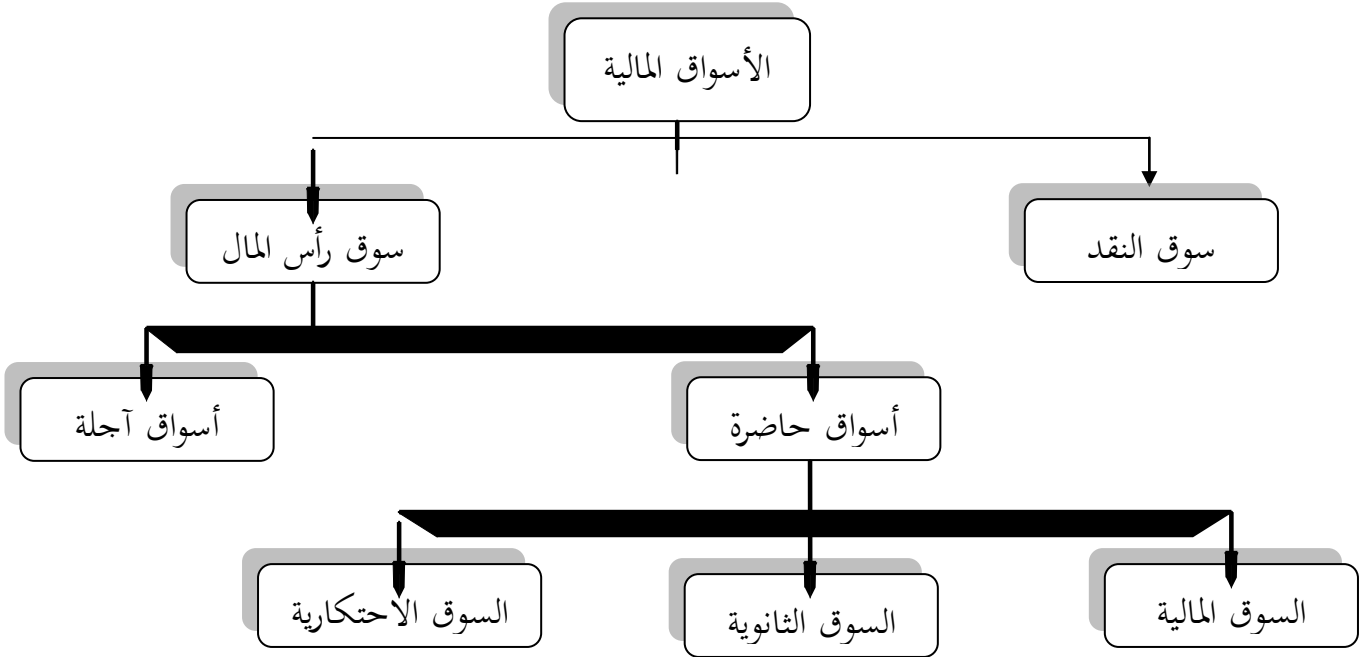 الأسواق المالية
سوق النقد
سوق رأس المال
أسواق حاضرة
أسواق آجلة
السوق المالية
السوق الثانوية
السوق الاحتكارية